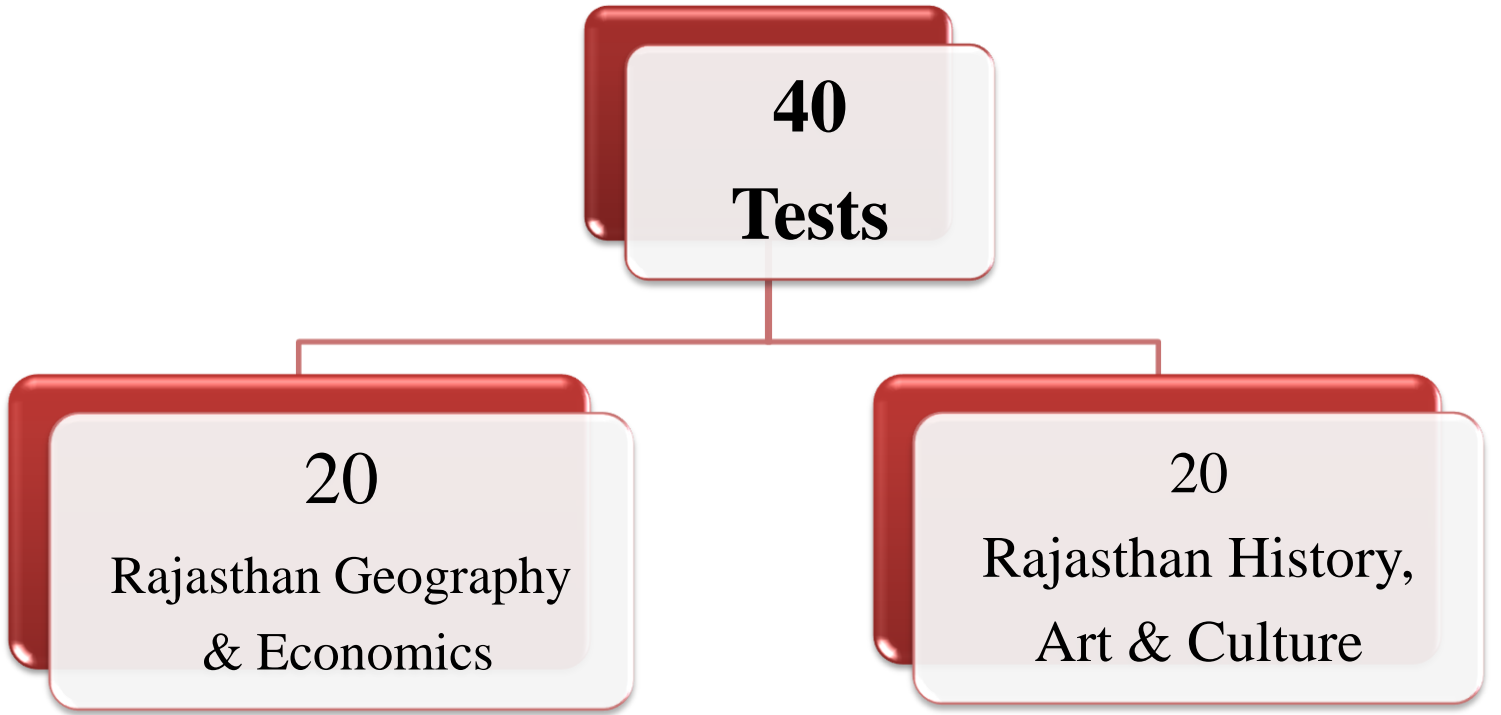 40
Tests
20
Rajasthan Geography
& Economics
20
Rajasthan History,
Art & Culture